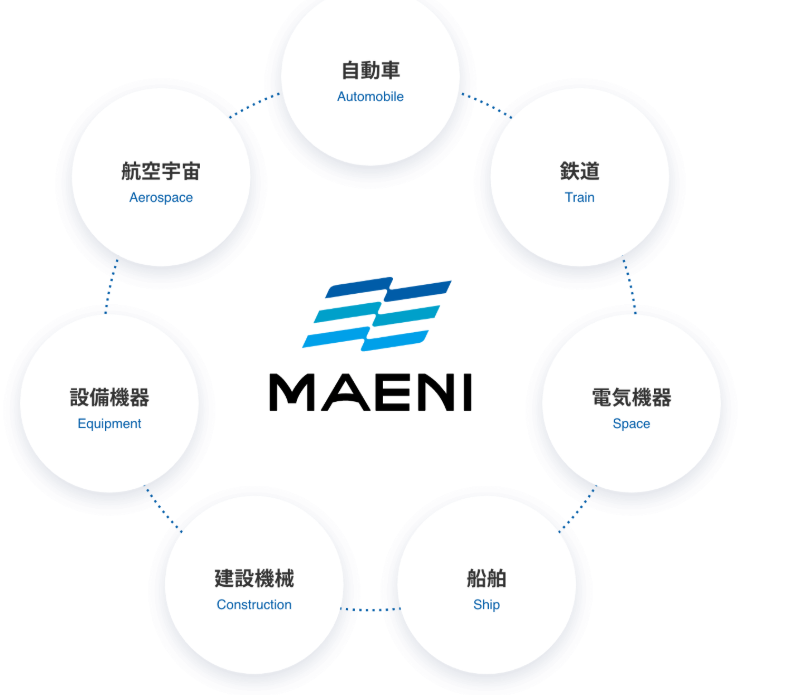 自動車
Automobile
航空宇宙
Aerospace
鉄道
Train
MAENI
設備機器
Equipment
電気機器
Space
建設機械
Construction
船舶
Ship